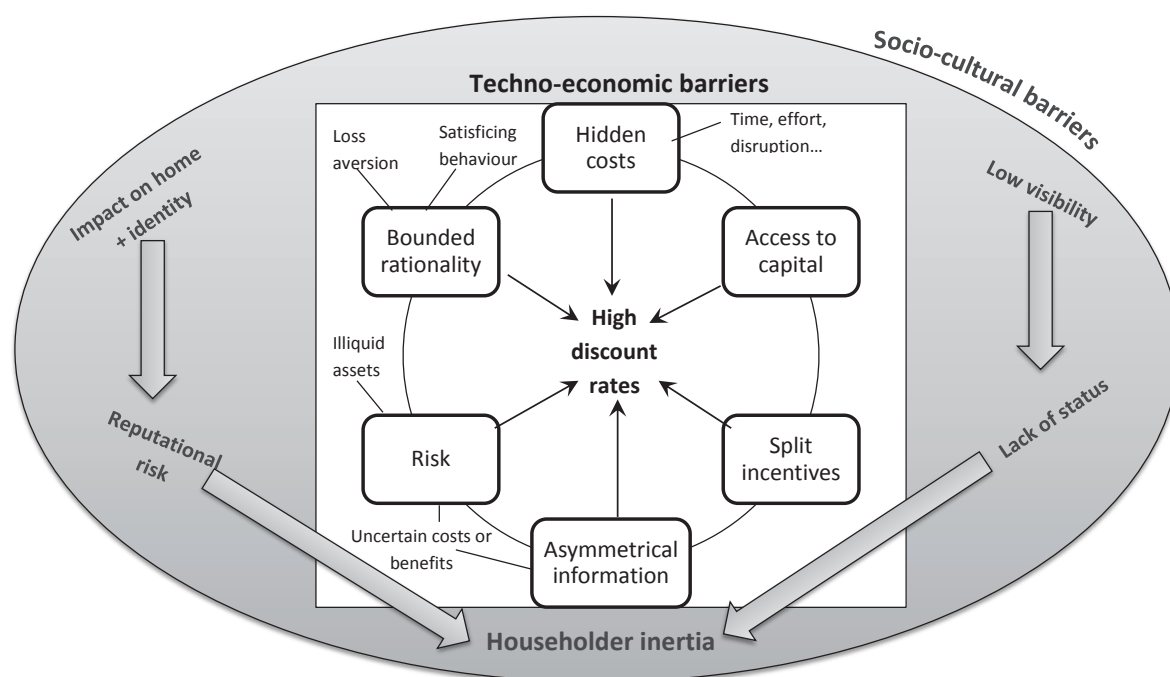 Socio-cultural barriers
Techno-economic barriers
Hidden
costs
Time, effort,
disruption…
Loss
aversion
Satisficing
behaviour
Impact on home
+ identity
Low visibility
Bounded
rationality
Access to
capital
High
discount
rates
Illiquid
assets
Reputational
risk
Lack of status
Risk
Split
incentives
Uncertain costs or
benefits
Asymmetrical
information
Householder inertia